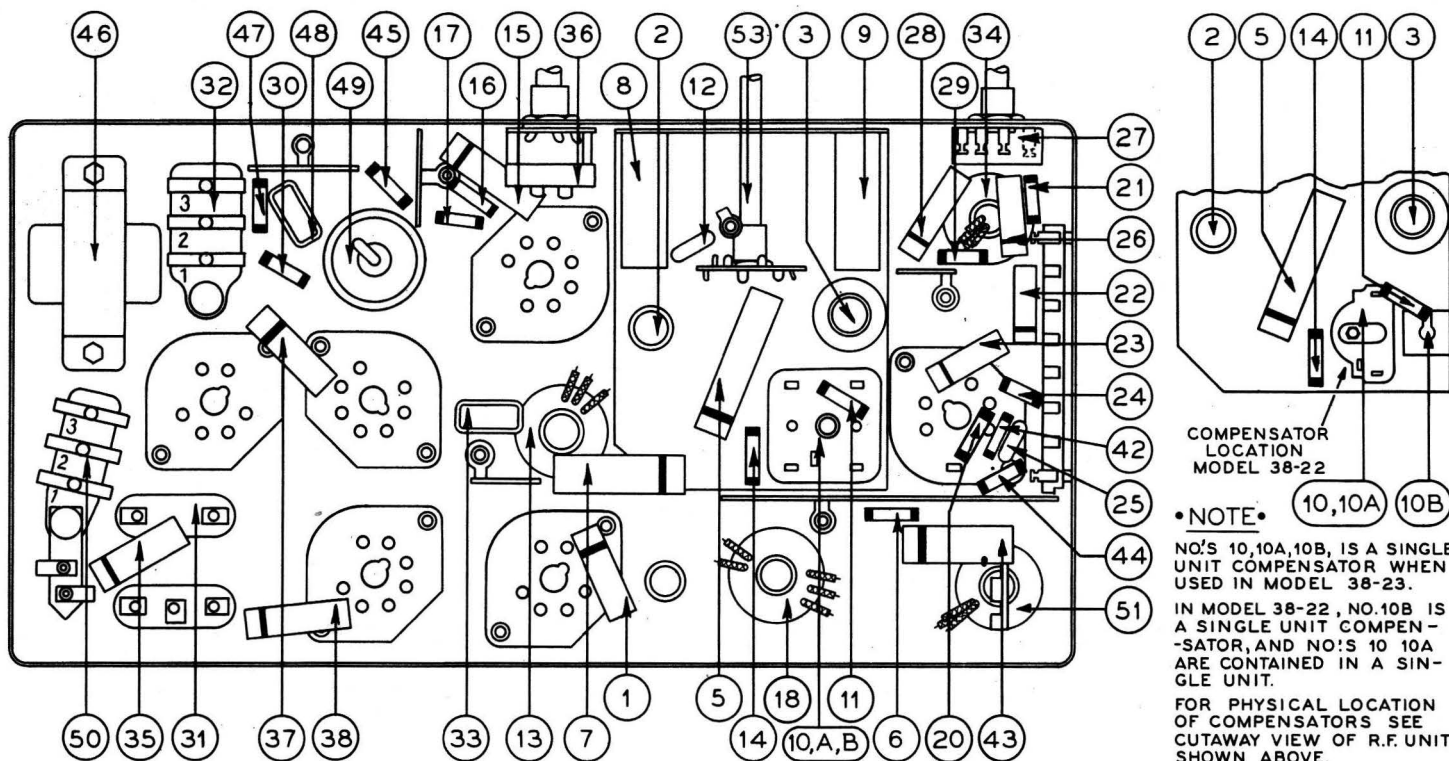 46 47 48 45 17 15 36 2 53 3 9 28 34
32 30 49 16 8 12 29
27
21
26
22
23
24
42
25
44
51
3
2
1
3
2
1
50 35 31 37 38 33 13 7 1 5 14 18 10,A,B 11 6 20 43
2 5 14 11 3
COMPENSATOR
LOCATION
MODEL 38-22
10,10A 10B
•NOTE•
NO.'S 10,10A,10B, IS A SINGLE
UNIT COMPENSATOR WHEN
USED IN MODEL 38-23.
IN MODEL 38-22, NO.10B IS
A SINGLE UNIT COMPEN-
-SATOR, AND NO.'S 10 10A
ARE CONTAINED IN A SIN-
GLE UNIT.
FOR PHYSICAL LOCATION
OF COMPENSATORS SEE
CUTAWAY VIEW OF R.F. UNIT
SHOWN ABOVE.